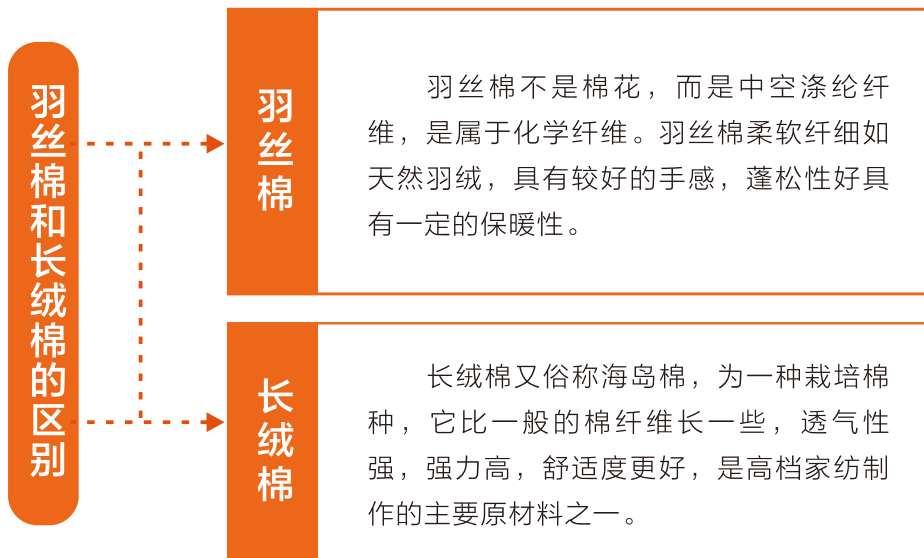 羽丝棉和长绒棉的区别
羽丝棉
羽丝棉不是棉花，而是中空涤纶纤
维，是属于化学纤维。羽丝棉柔软纤细如
天然羽绒，具有较好的手感，蓬松性好具
有一定的保暖性。
长绒棉
长绒棉又俗称海岛棉，为一种栽培棉
种，它比一般的棉纤维长一些，透气性
强，强力高，舒适度更好，是高档家纺制
作的主要原材料之一。